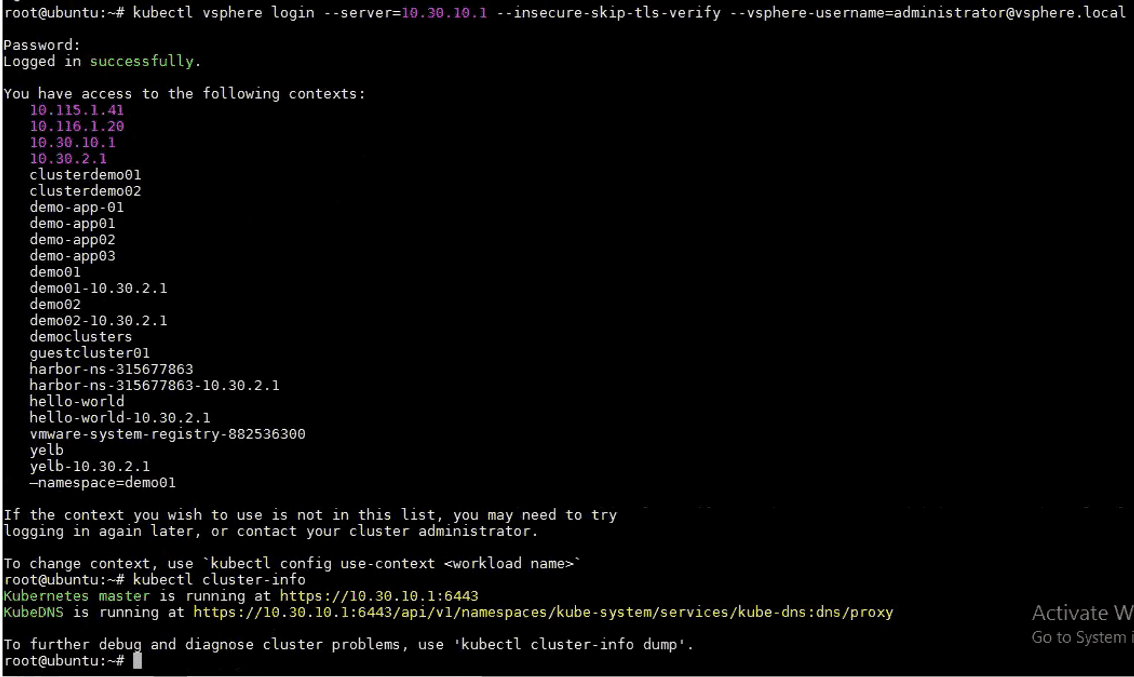 root@ubuntu:~# kubectl vsphere login --server=10.30.10.1 --insecure-skip-tls-verify --vsphere-username=administrator@vsphere.local
Password:
Logged in successfully.
You have access to the following contexts:
10.115.1.41
10.116.1.20
10.30.10.1
10.30.2.1
clusterdemo01
clusterdemo02
demo-app-01
demo-app01
demo-app02
demo-app03
demo01
demo01-10.30.2.1
demo02
demo02-10.30.2.1
democlusters
guestcluster01
harbor-ns-315677863
harbor-ns-315677863-10.30.2.1
hello-world
hello-world-10.30.2.1
vmware-system-registry-882536300
yelb
yelb-10.30.2.1
—namespace=demo01
If the context you wish to use is not in this list, you may need to try
logging in again later, or contact your cluster administrator.
To change context, use `kubectl config use-context <workload name>`
root@ubuntu:~# kubectl cluster-info
Kubernetes master is running at https://10.30.10.1:6443
KubeDNS is running at https://10.30.10.1:6443/api/v1/namespaces/kube-system/services/kube-dns:dns/proxy
Activate W
Go to System i
To further debug and diagnose cluster problems, use 'kubectl cluster-info dump'.
root@ubuntu:~#